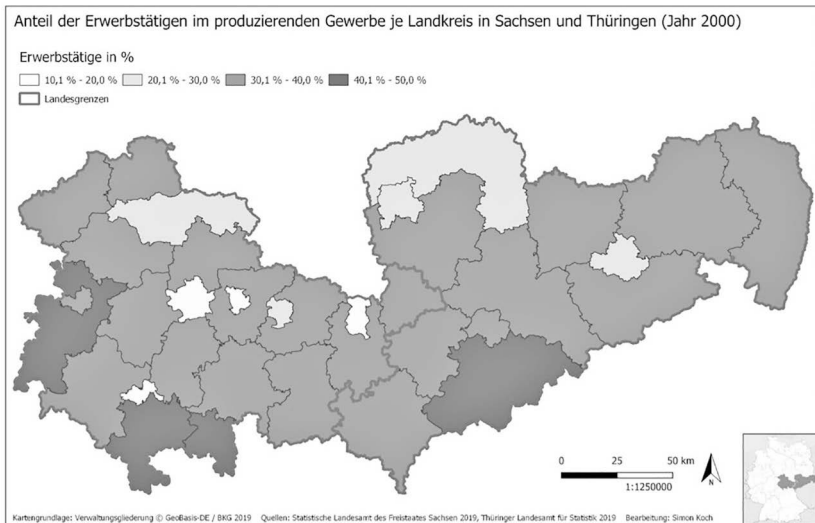 Anteil der Erwerbstätigen im produzierenden Gewerbe je Landkreis in Sachsen und Thüringen (Jahr 2000)
Erwerbstätige in %
10,1 % - 20,0 % 20,1 % - 30,0 % 30,1 % - 40,0 % 40,1 % - 50,0 %
Landesgrenzen
0 25 50 km
1:1250000
N
Kartengrundlage: Verwaltungsgliederung © GeoBasis-DE / BKG 2019 Quellen: Statistische Landesamt des Freistaates Sachsen 2019, Thüringer Landesamt für Statistik 2019 Bearbeitung: Simon Koch